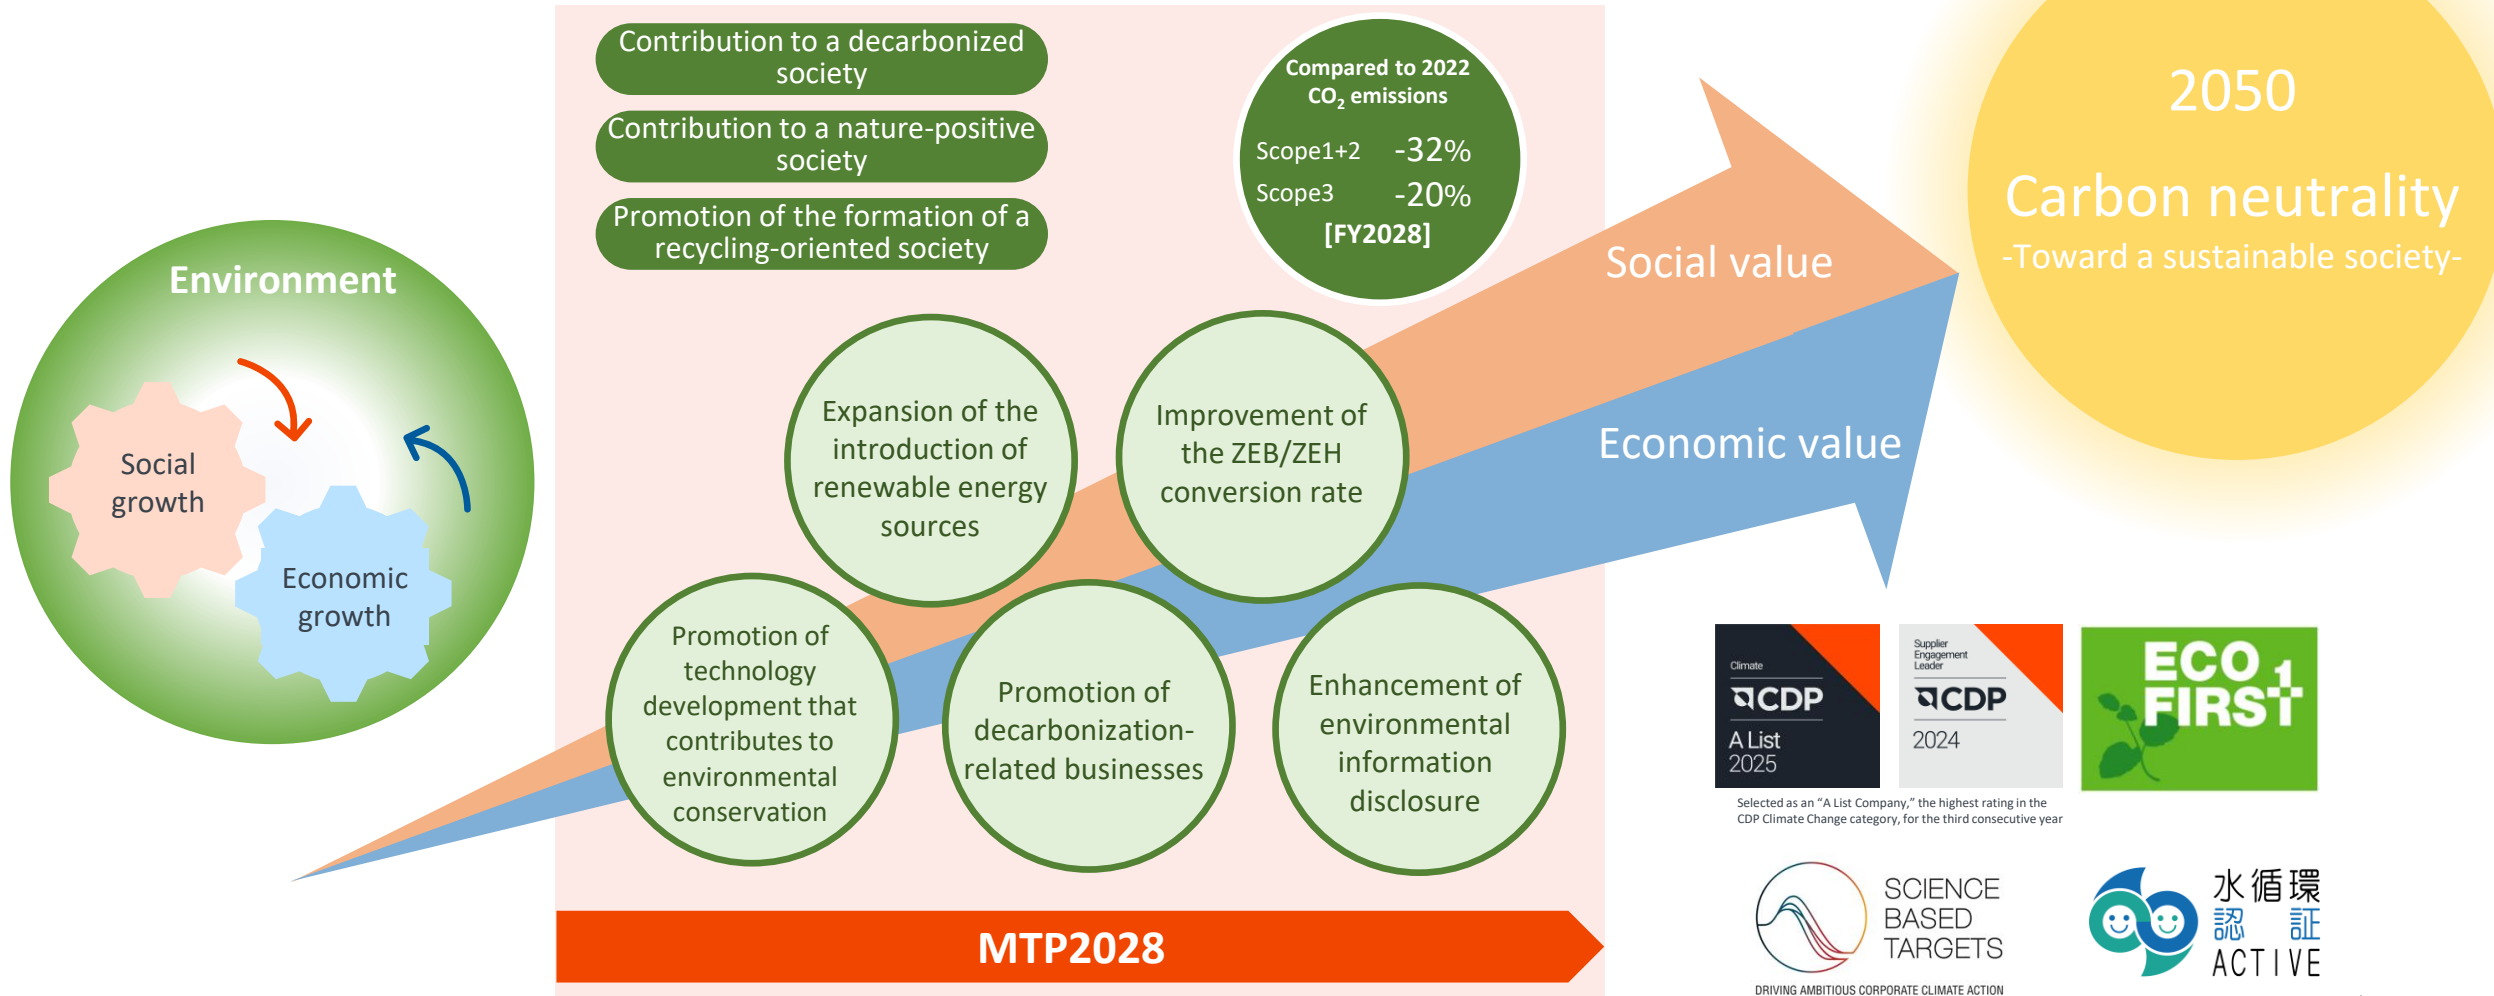 Environment
Social
growth
Economic
growth
Contribution to a decarbonized
society
Contribution to a nature-positive
society
Promotion of the formation of a
recycling-oriented society
Compared to 2022
CO₂ emissions
Scope1+2 -32%
Scope3 -20%
[FY2028]
Expansion of the
introduction of
renewable energy
sources
Improvement of
the ZEB/ZEH
conversion rate
Promotion of
technology
development that
contributes to
environmental
conservation
Promotion of
decarbonization-
related businesses
Enhancement of
environmental
information
disclosure
MTP2028
Social value
Economic value
2050
Carbon neutrality
-Toward a sustainable society-
Climate
CDP
A List
2025
Supplier
Engagement
Leader
CDP
2024
ECO
FIRST
Selected as an “A List Company,” the highest rating in the
CDP Climate Change category, for the third consecutive year
SCIENCE
BASED
TARGETS
DRIVING AMBITIOUS CORPORATE CLIMATE ACTION
水循環
認証
ACTIVE